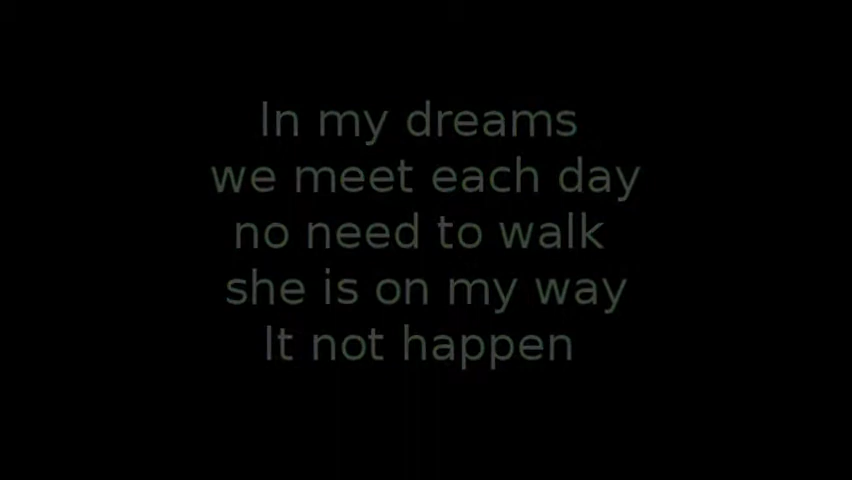 In my dreams
we meet each day
no need to walk
she is on my way
It not happen